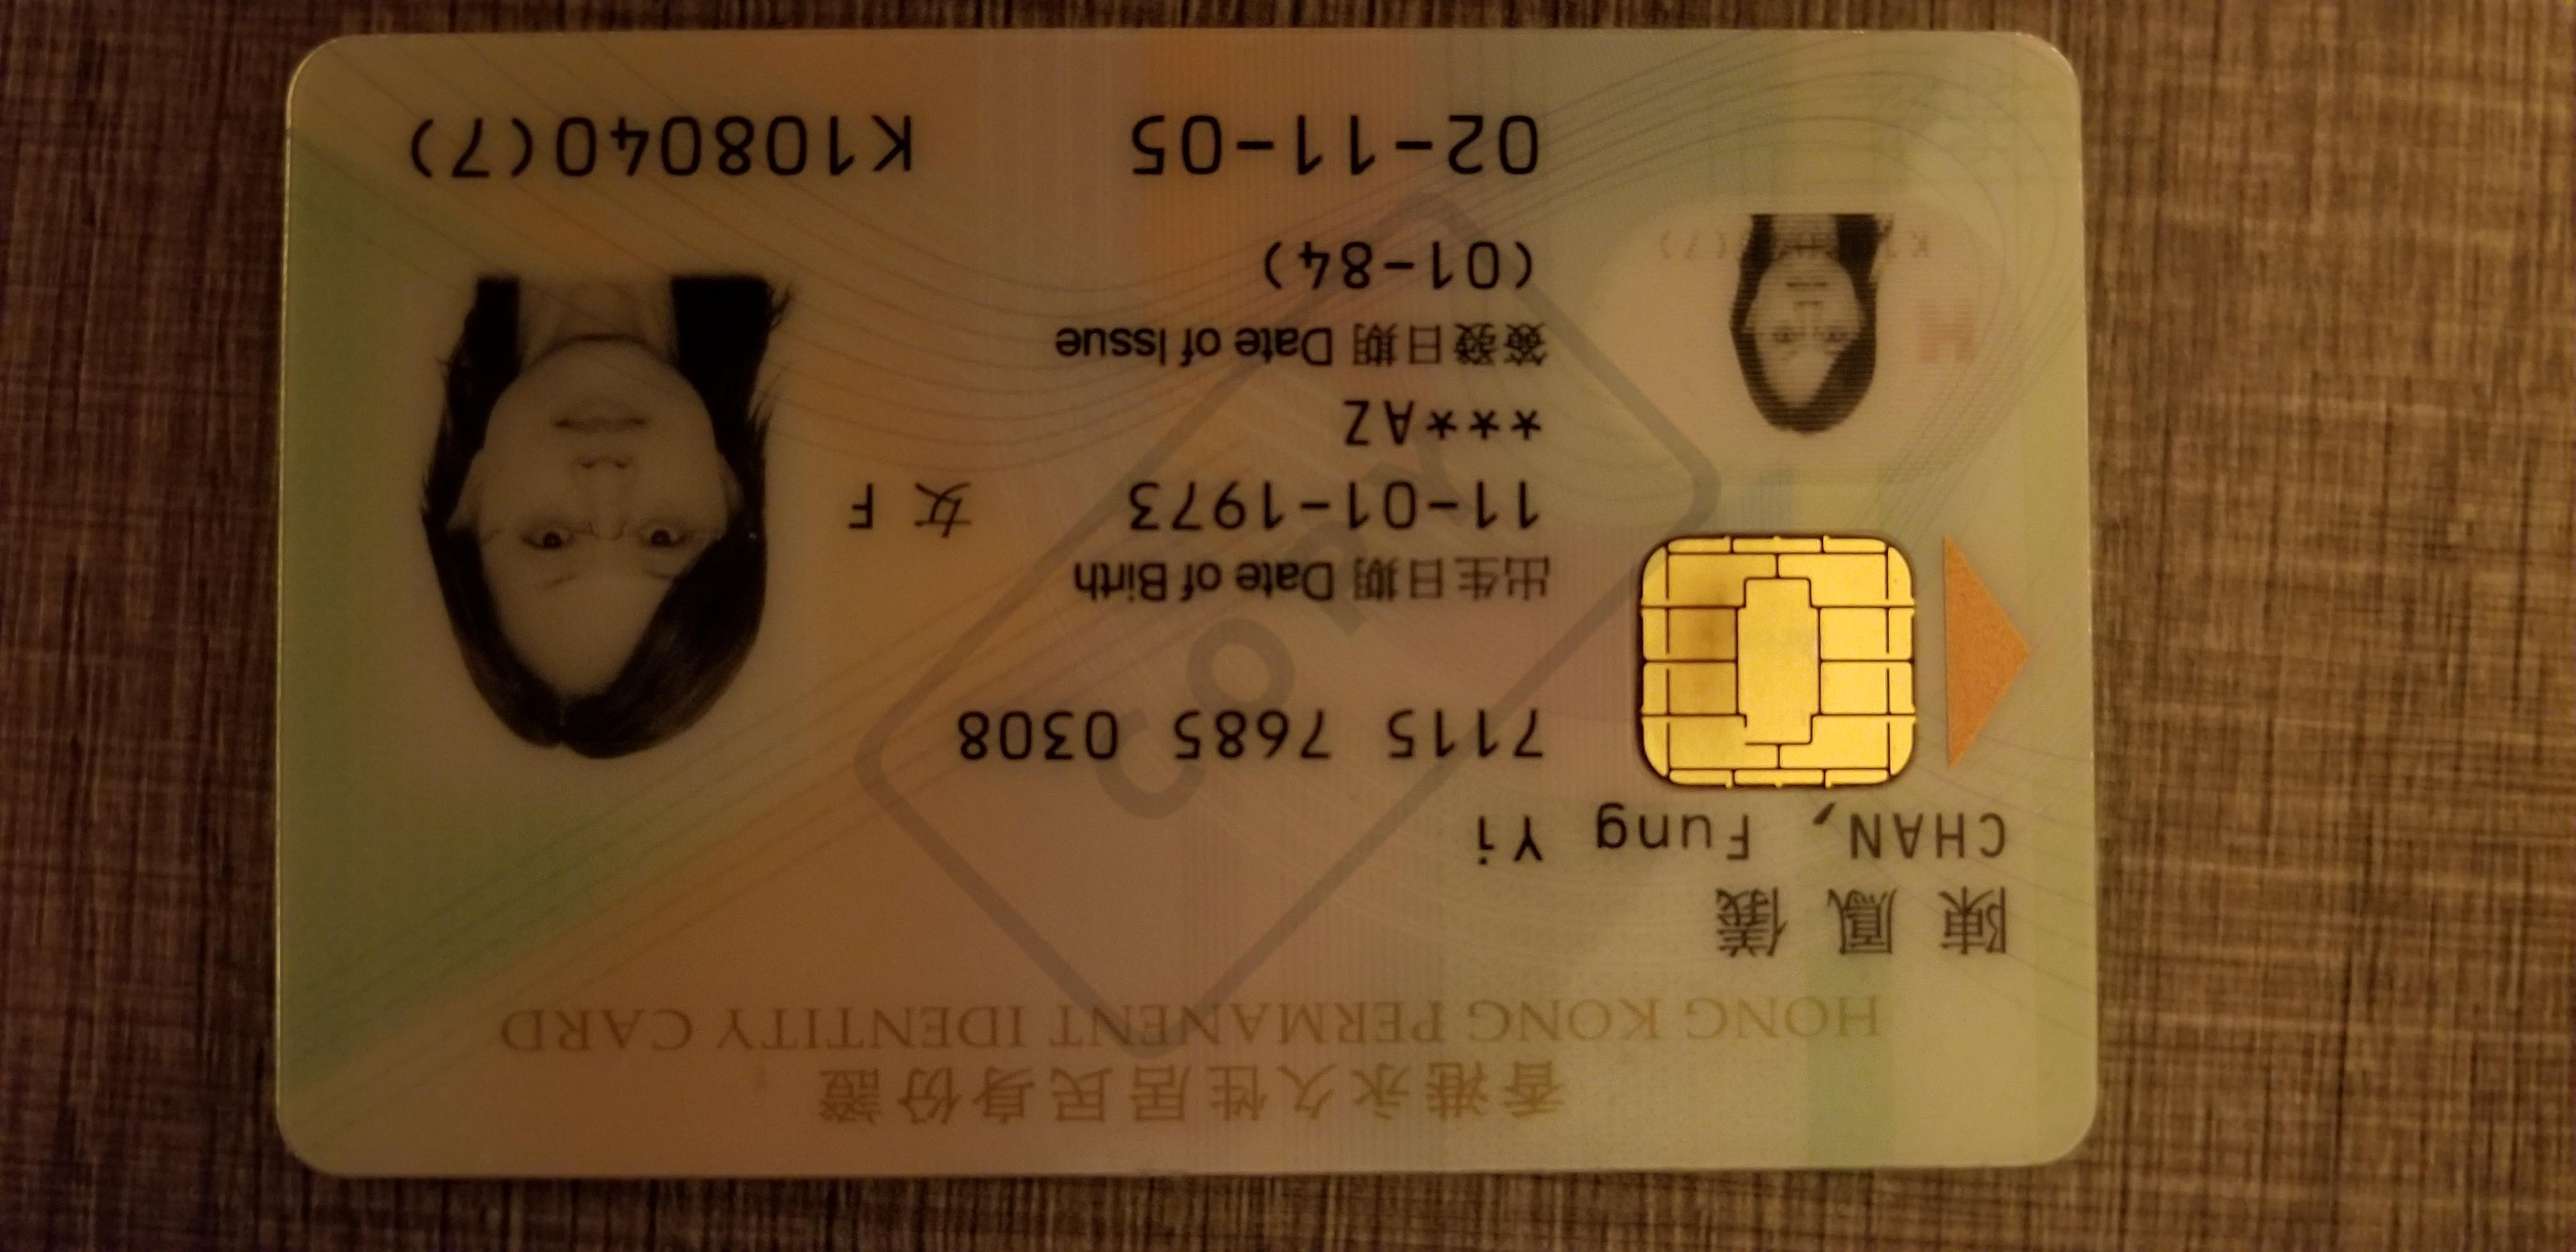 香港永久性居民身份證
HONG KONG PERMANENT IDENTITY CARD
陳鳳儀
CHAN, Fung Yi
7115 7685 0308
出生日期 Date of Birth
11-01-1973 女 F
***AZ
簽發日期 Date of Issue
(01-84)
02-11-05 K108040(7)
COPY